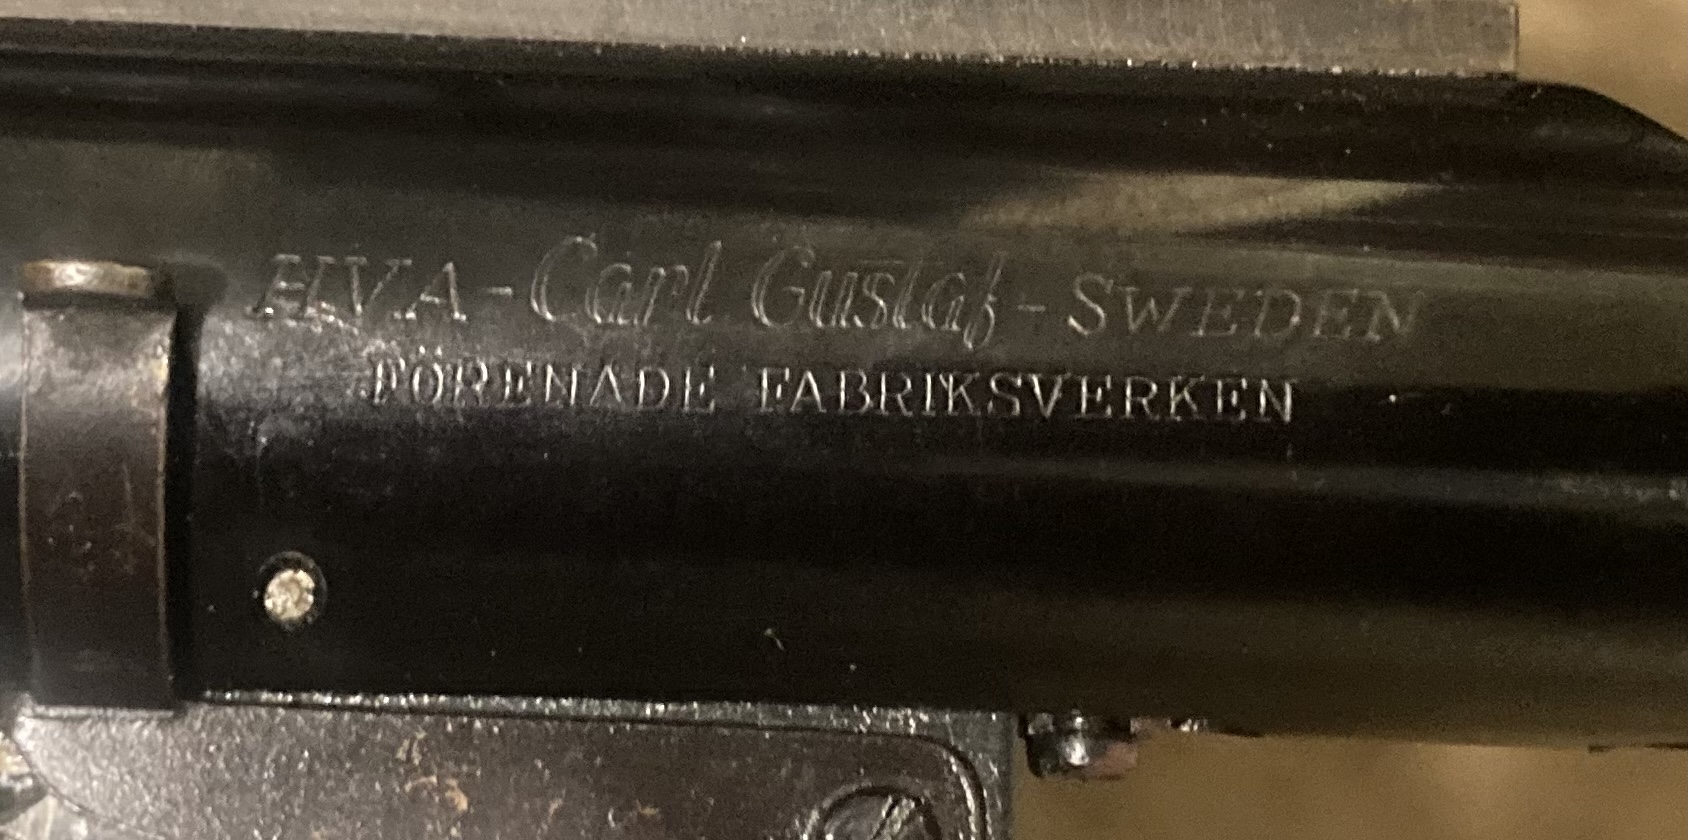 HVA-Carl Gustaf-SWEDEN
FÖRENADE FABRIKSVERKEN